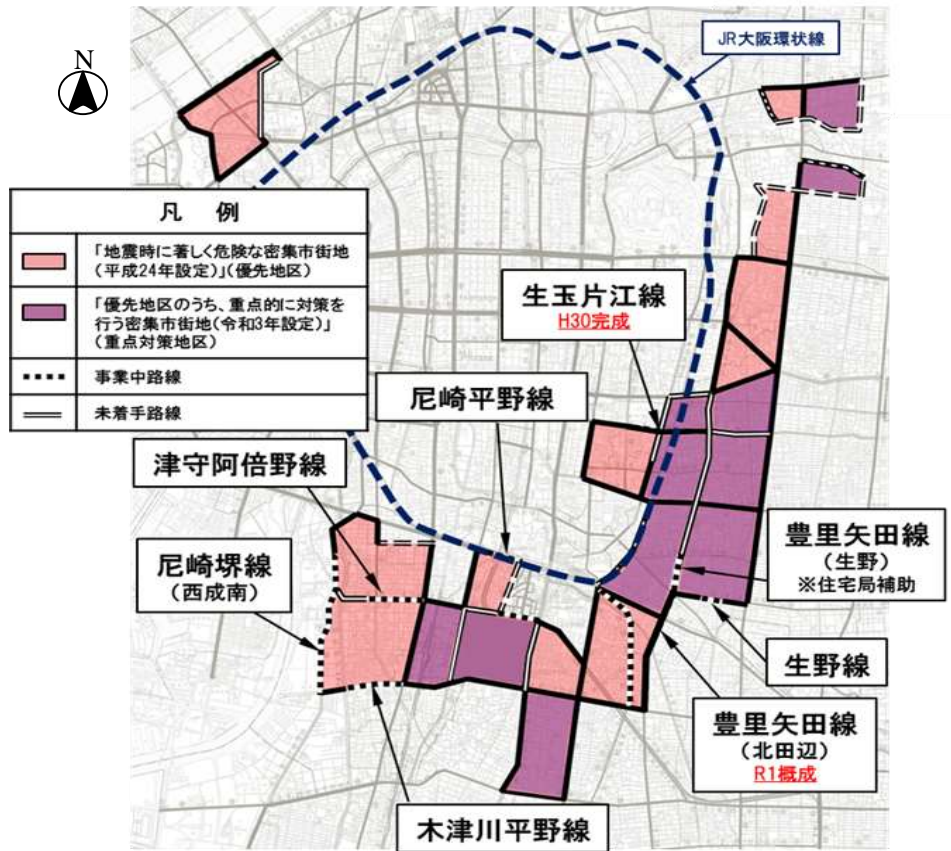 N
JR大阪環状線
凡 例
「地震時に著しく危険な密集市街地
(平成24年設定)」(優先地区)
「優先地区のうち、重点的に対策を
行う密集市街地(令和3年設定)」
(重点対策地区)
事業中路線
未着手路線
生玉片江線
H30完成
尼崎平野線
津守阿倍野線
尼崎堺線
(西成南)
豊里矢田線
(生野)
※住宅局補助
生野線
豊里矢田線
(北田辺)
R1概成
木津川平野線